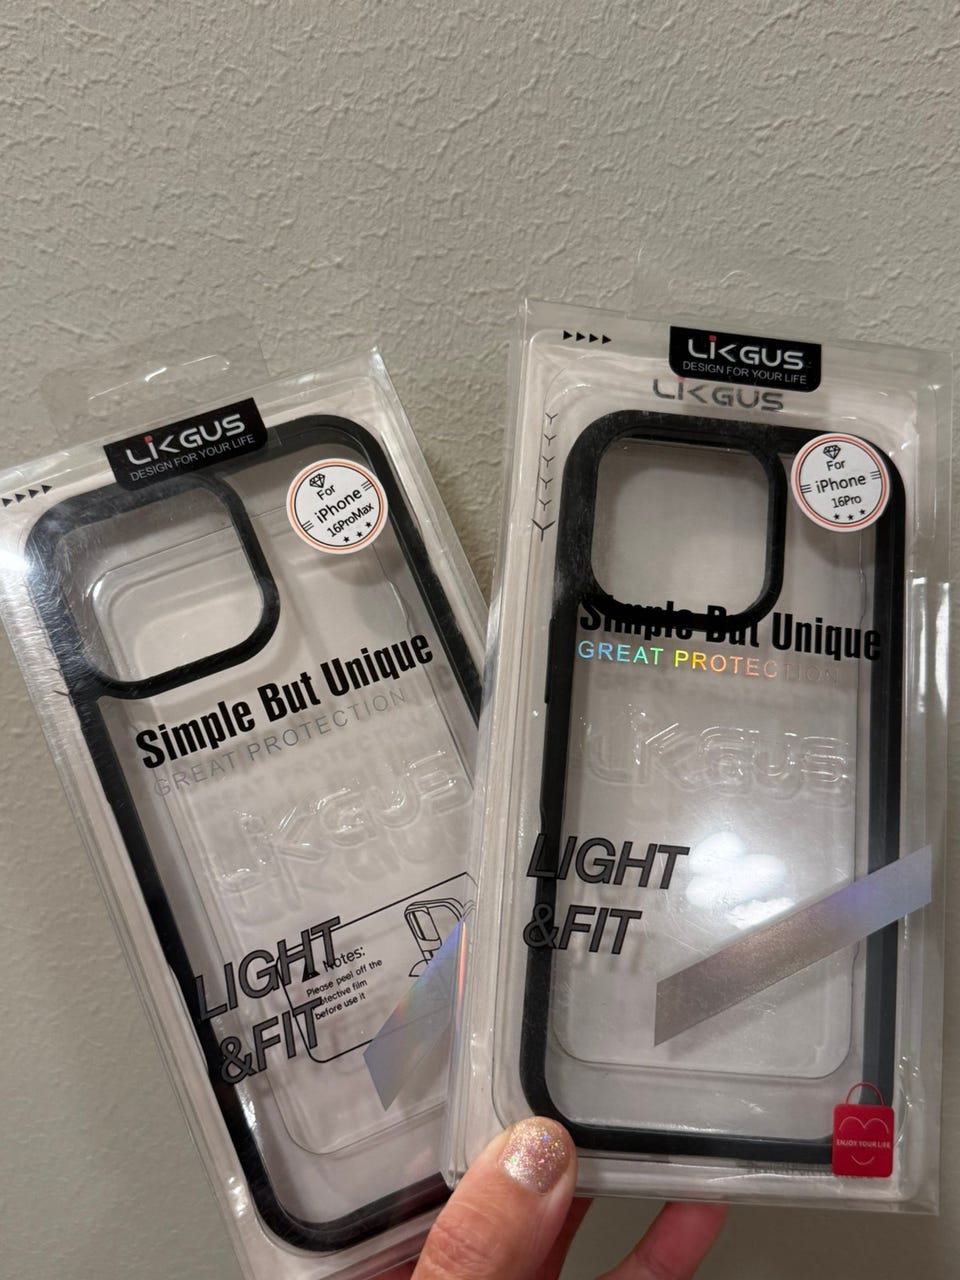 LIKGUS
DESIGN FOR YOUR LIFE
For
iPhone
16ProMax
Simple But Unique
GREAT PROTECTION
LIKGUS
LIGHT
&FIT
Notes:
Please peel off the
protective film
before use it
LIKGUS
DESIGN FOR YOUR LIFE
LIKGUS
For
iPhone
16Pro
Simple But Unique
GREAT PROTECTION
LIKGUS
LIGHT
&FIT
ENJOY YOUR LIFE